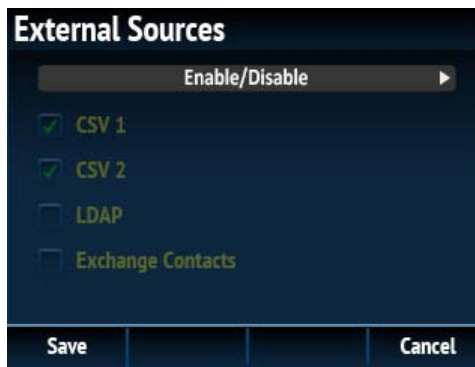 External Sources
Enable/Disable
CSV 1
CSV 2
LDAP
Exchange Contacts
Save Cancel